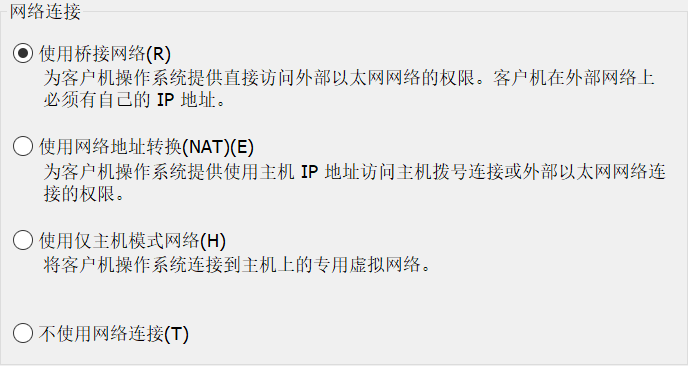 网络连接
使用桥接网络(R)
为客户机操作系统提供直接访问外部以太网网络的权限。客户机在外部网络上
必须有自己的 IP 地址。
使用网络地址转换(NAT)(E)
为客户机操作系统提供使用主机 IP 地址访问主机拨号连接或外部以太网网络连
接的权限。
使用仅主机模式网络(H)
将客户机操作系统连接到主机上的专用虚拟网络。
不使用网络连接(T)